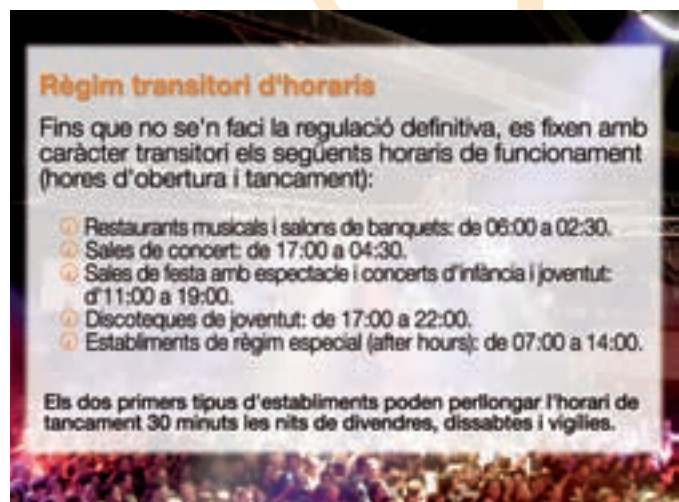 Règim transitori d'horaris
Fins que no se'n faci la regulació definitiva, es fixen amb
caràcter transitori els següents horaris de funcionament
(hores d'obertura i tancament):
Restaurants musicals i salons de banquets: de 06:00 a 02:30.
Sales de concert: de 17:00 a 04:30.
Sales de festa amb espectacle i concerts d'infància i joventut:
d'11:00 a 19:00.
Discoteques de joventut: de 17:00 a 22:00.
Establiments de règim especial (after hours): de 07:00 a 14:00.
Els dos primers tipus d'establiments poden perllongar l'horari de
tancament 30 minuts les nits de divendres, dissabtes i vigílies.